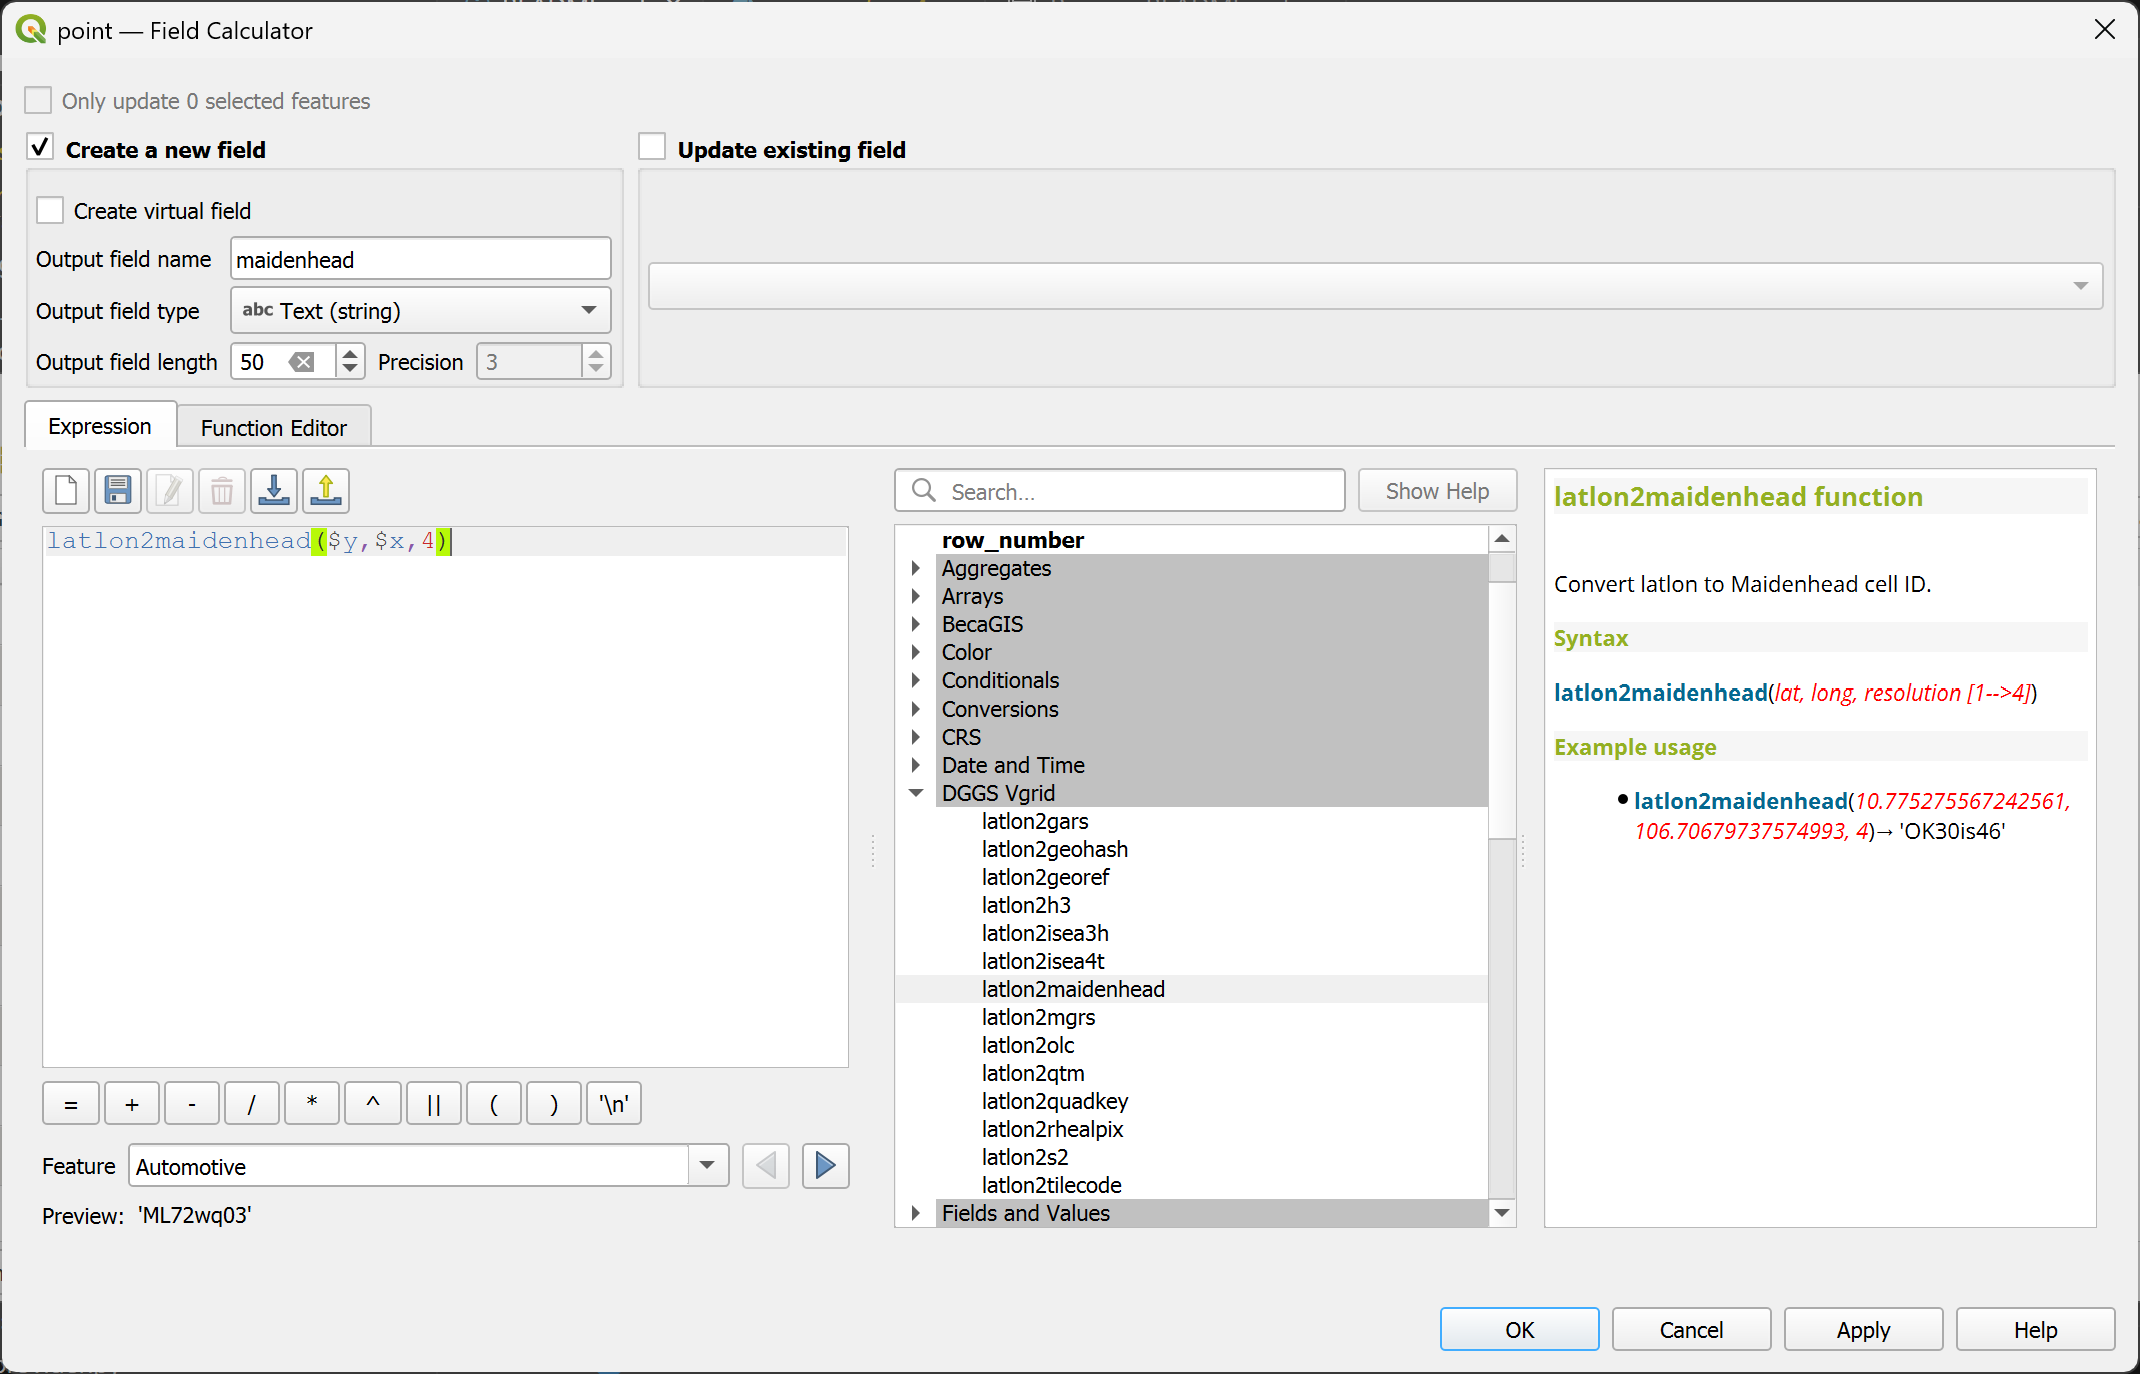 point — Field Calculator
Only update 0 selected features
Create a new field
Update existing field
Create virtual field
Output field name maidenhead
Output field type abc Text (string)
Output field length 50 Precision 3
Expression Function Editor
Search... Show Help
latlon2maidenhead($y,$x,4)
row_number
Aggregates
Arrays
BecaGIS
Color
Conditionals
Conversions
CRS
Date and Time
DGGS Vgrid
latlon2gars
latlon2geohash
latlon2georef
latlon2h3
latlon2isea3h
latlon2isea4t
latlon2maidenhead
latlon2mgrs
latlon2olc
latlon2qtm
latlon2quadkey
latlon2rhealpix
latlon2s2
latlon2tilecode
Fields and Values
latlon2maidenhead function
Convert latlon to Maidenhead cell ID.
Syntax
latlon2maidenhead(lat, long, resolution [1-->4])
Example usage
● latlon2maidenhead(10.775275567242561,
106.70679737574993, 4)→ 'OK30is46'
= + - / * ^ || ( ) '\n'
Feature Automotive
Preview: 'ML72wq03'
OK Cancel Apply Help